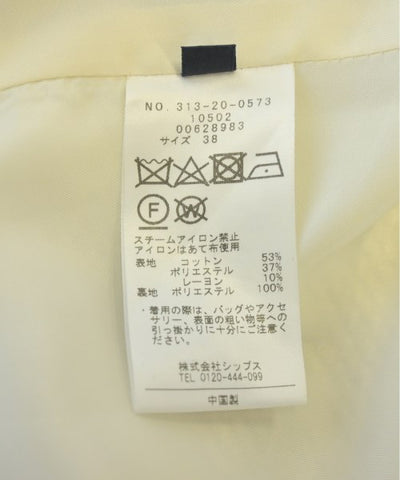 NO. 313-20-0573
10502
00628983
サイズ 38
F W
スチームアイロン禁止
アイロンはあて布使用
表地 コットン 53%
ポリエステル 37%
レーヨン 10%
裏地 ポリエステル 100%
・着用の際は、バッグやアクセ
サリー、表面の粗い物等への
引っ掛かりに十分にご注意く
ださい。
株式会社シップス
TEL 0120-444-099
中国製